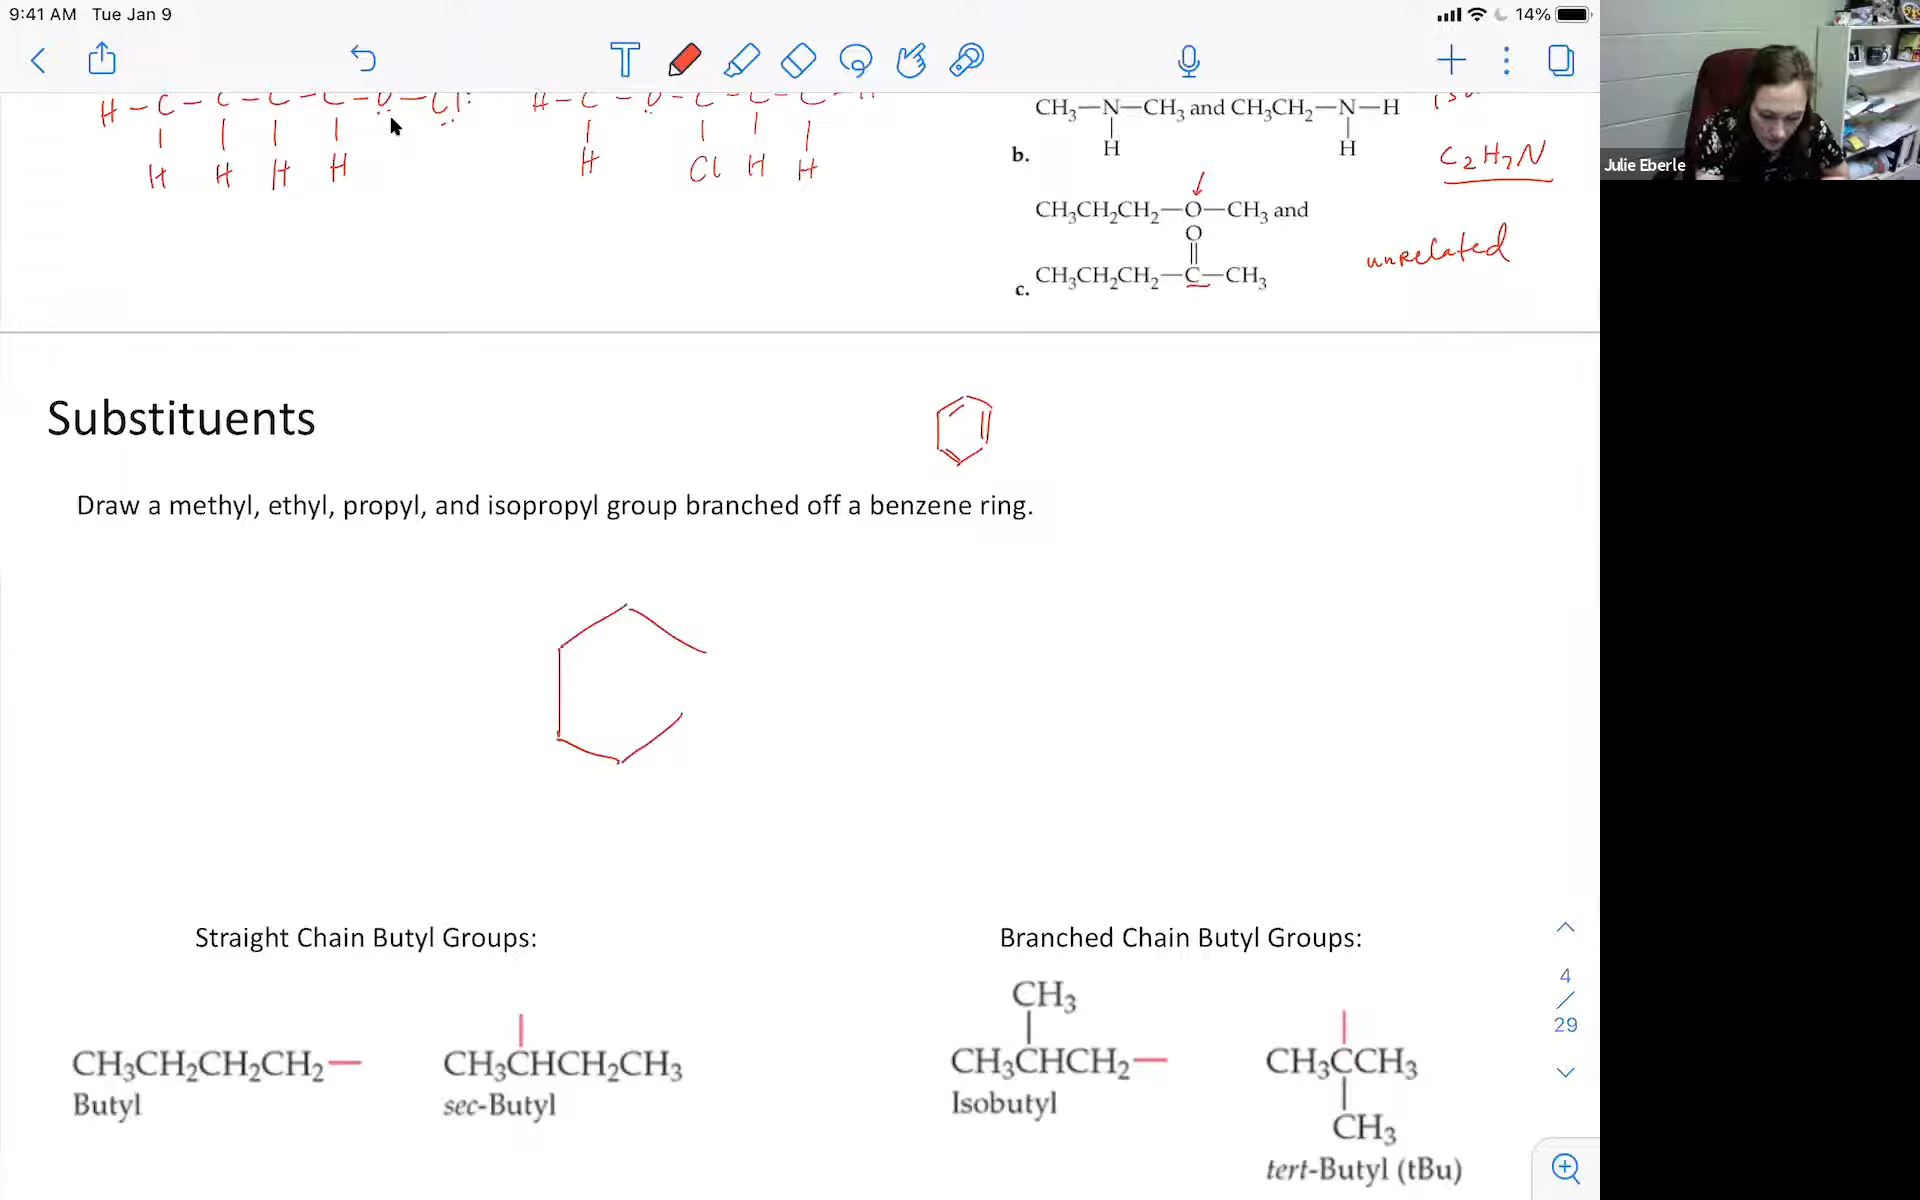 9:41 AM Tue Jan 9
14%
T
H-C-C-C-C-O-Cl:
H-C-O-C-C-C-H
H H H H
H Cl H H
CH₃—N—CH₃ and CH₃CH₂—N—H
H H
b.
C₂H₇N
CH₃CH₂CH₂—O—CH₃ and
O
CH₃CH₂CH₂—C—CH₃
c.
unrelated
Julie Eberle
Substituents
Draw a methyl, ethyl, propyl, and isopropyl group branched off a benzene ring.
Straight Chain Butyl Groups:
CH₃CH₂CH₂CH₂—
Butyl
CH₃CHCH₂CH₃
sec-Butyl
Branched Chain Butyl Groups:
CH₃
CH₃CHCH₂—
Isobutyl
CH₃CCH₃
CH₃
tert-Butyl (tBu)
4
/
29